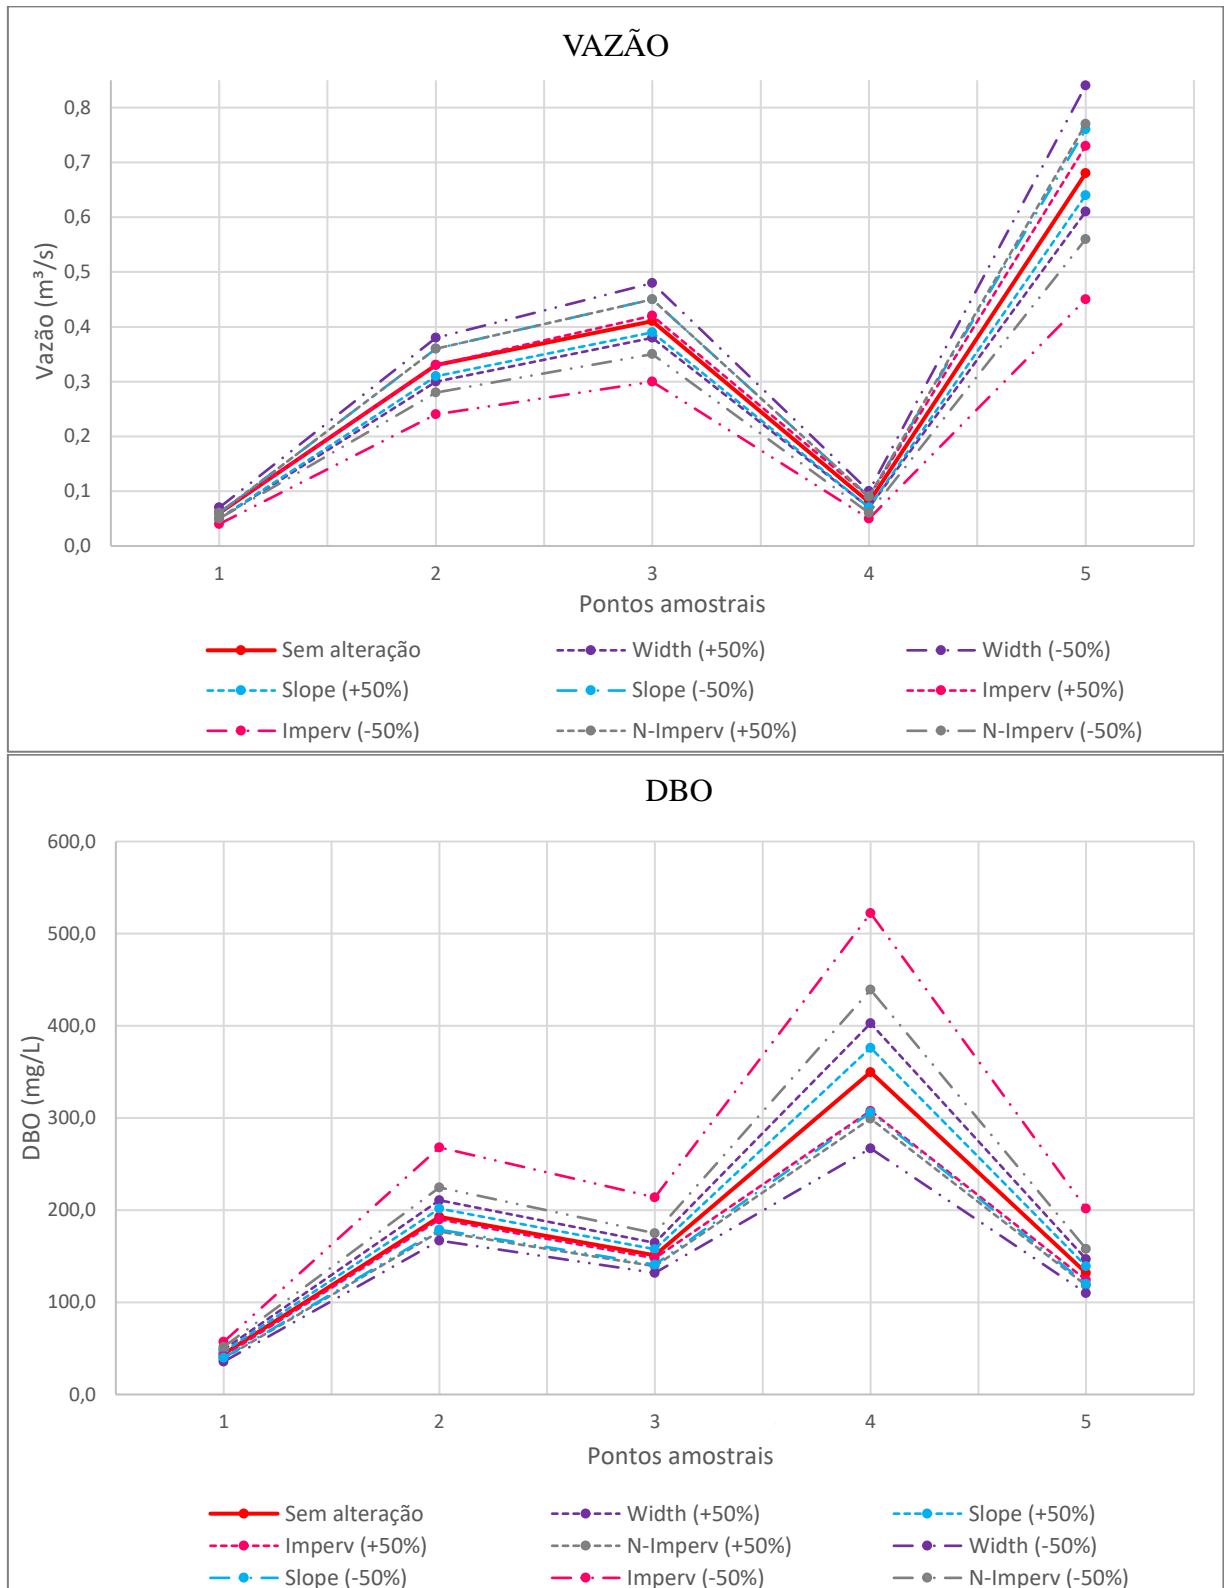 VAZÃO
0,8
0,7
0,6
0,5
0,4
0,3
0,2
0,1
0,0
Vazão (m³/s)
1 2 3 4 5
Pontos amostrais
Sem alteração Width (+50%) Width (-50%)
Slope (+50%) Slope (-50%) Imperv (+50%)
Imperv (-50%) N-Imperv (+50%) N-Imperv (-50%)
DBO
600,0
500,0
400,0
300,0
200,0
100,0
0,0
DBO (mg/L)
1 2 3 4 5
Pontos amostrais
Sem alteração Width (+50%) Slope (+50%)
Imperv (+50%) N-Imperv (+50%) Width (-50%)
Slope (-50%) Imperv (-50%) N-Imperv (-50%)